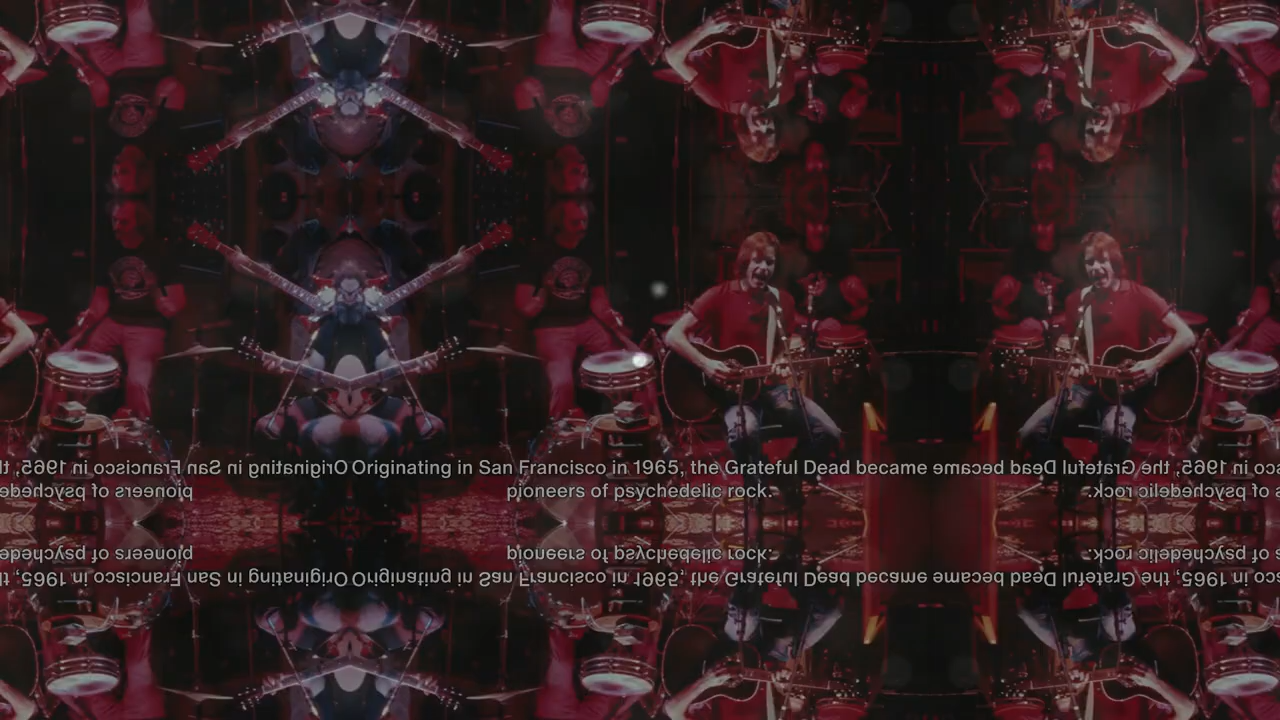 Originating in San Francisco in 1965, the Grateful Dead became
pioneers of psychedelic rock.